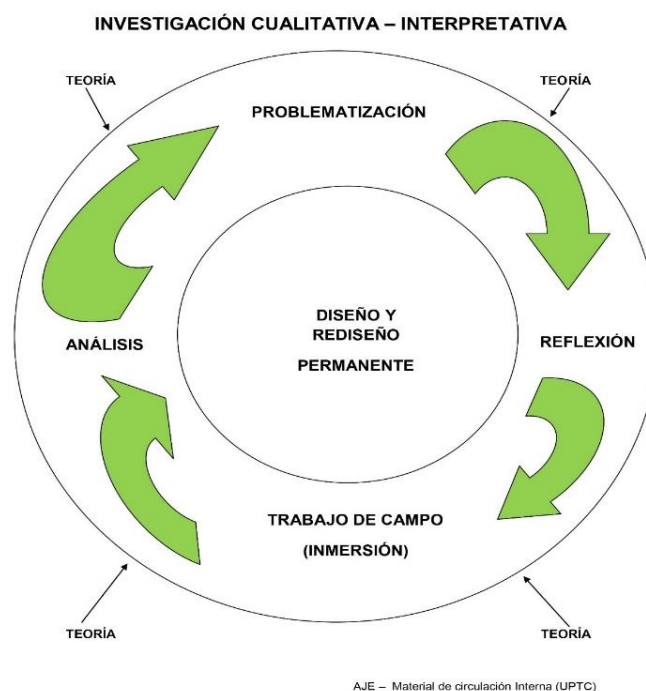 INVESTIGACIÓN CUALITATIVA – INTERPRETATIVA
TEORÍA
TEORÍA
PROBLEMATIZACIÓN
DISEÑO Y
REDISEÑO
PERMANENTE
ANÁLISIS
REFLEXIÓN
TRABAJO DE CAMPO
(INMERSIÓN)
TEORÍA
TEORÍA
AJE – Material de circulación Interna (UPTC)